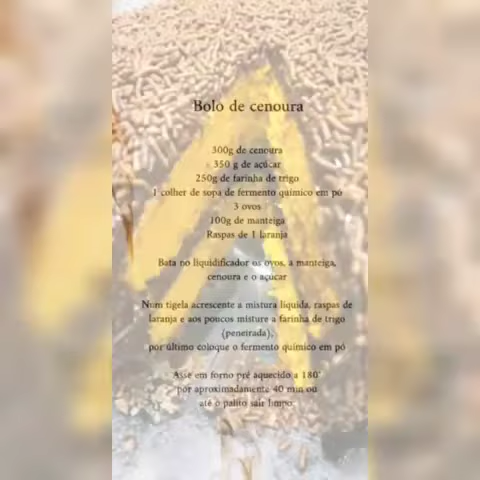 Bolo de cenoura
300g de cenoura
350 g de açúcar
250g de farinha de trigo
1 colher de sopa de fermento químico em pó
3 ovos
100g de manteiga
Raspas de 1 laranja
Bata no liquidificador os ovos, a manteiga,
cenoura e o açúcar
Num tigela acrescente a mistura líquida, raspas de
laranja e aos poucos misture a farinha de trigo
(peneirada),
por último coloque o fermento químico em pó
Asse em forno pré aquecido a 180°
por aproximadamente 40 min ou
até o palito sair limpo.